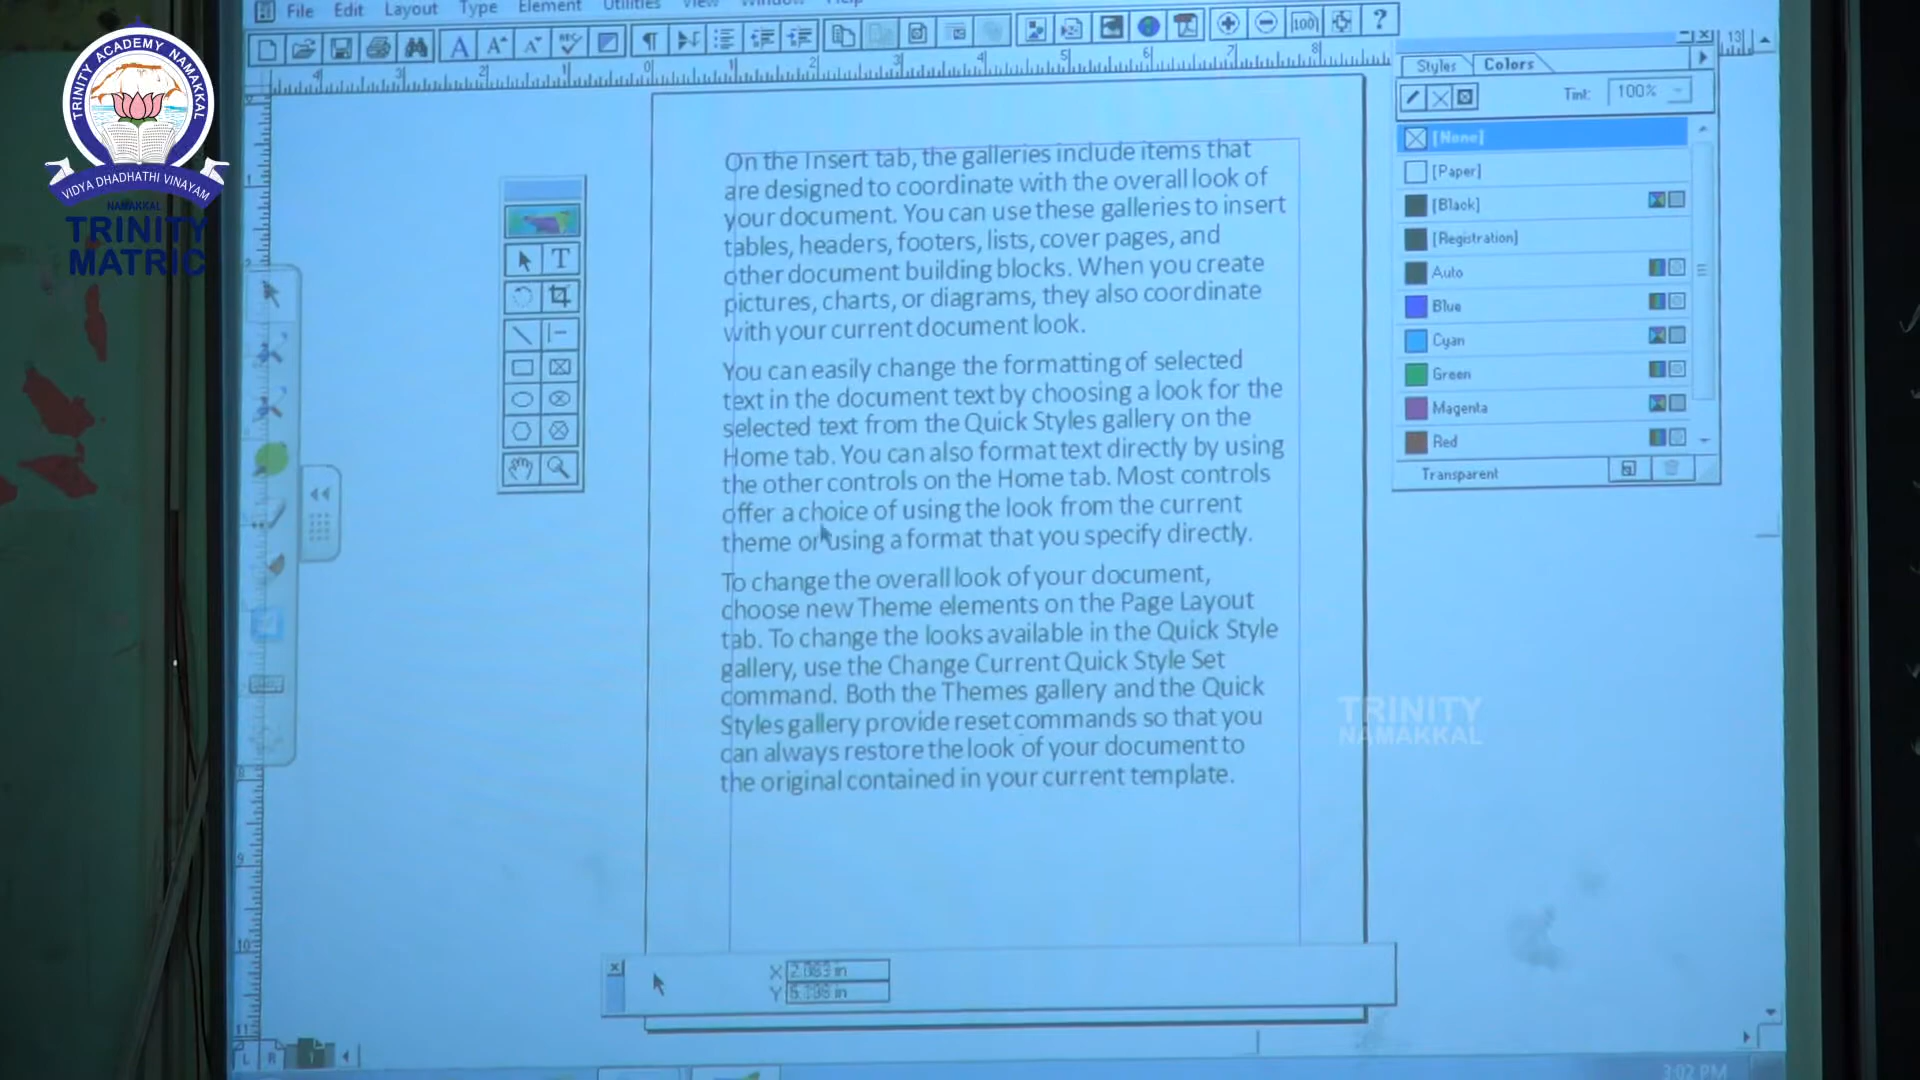 File Edit Layout Type Element Utilities View Window Help
TRINITY ACADEMY NAMAKKAL
VIDYA DHADHATHI VINAYAM
NAMAKKAL
TRINITY
MATRIC
Styles Colors
Tint: 100%
[None]
[Paper]
[Black]
[Registration]
Auto
Blue
Cyan
Green
Magenta
Red
Transparent
On the Insert tab, the galleries include items that
are designed to coordinate with the overall look of
your document. You can use these galleries to insert
tables, headers, footers, lists, cover pages, and
other document building blocks. When you create
pictures, charts, or diagrams, they also coordinate
with your current document look.
You can easily change the formatting of selected
text in the document text by choosing a look for the
selected text from the Quick Styles gallery on the
Home tab. You can also format text directly by using
the other controls on the Home tab. Most controls
offer a choice of using the look from the current
theme or using a format that you specify directly.
To change the overall look of your document,
choose new Theme elements on the Page Layout
tab. To change the looks available in the Quick Style
gallery, use the Change Current Quick Style Set
command. Both the Themes gallery and the Quick
Styles gallery provide reset commands so that you
can always restore the look of your document to
the original contained in your current template.
TRINITY
NAMAKKAL
X
Y
L R
3:02 PM